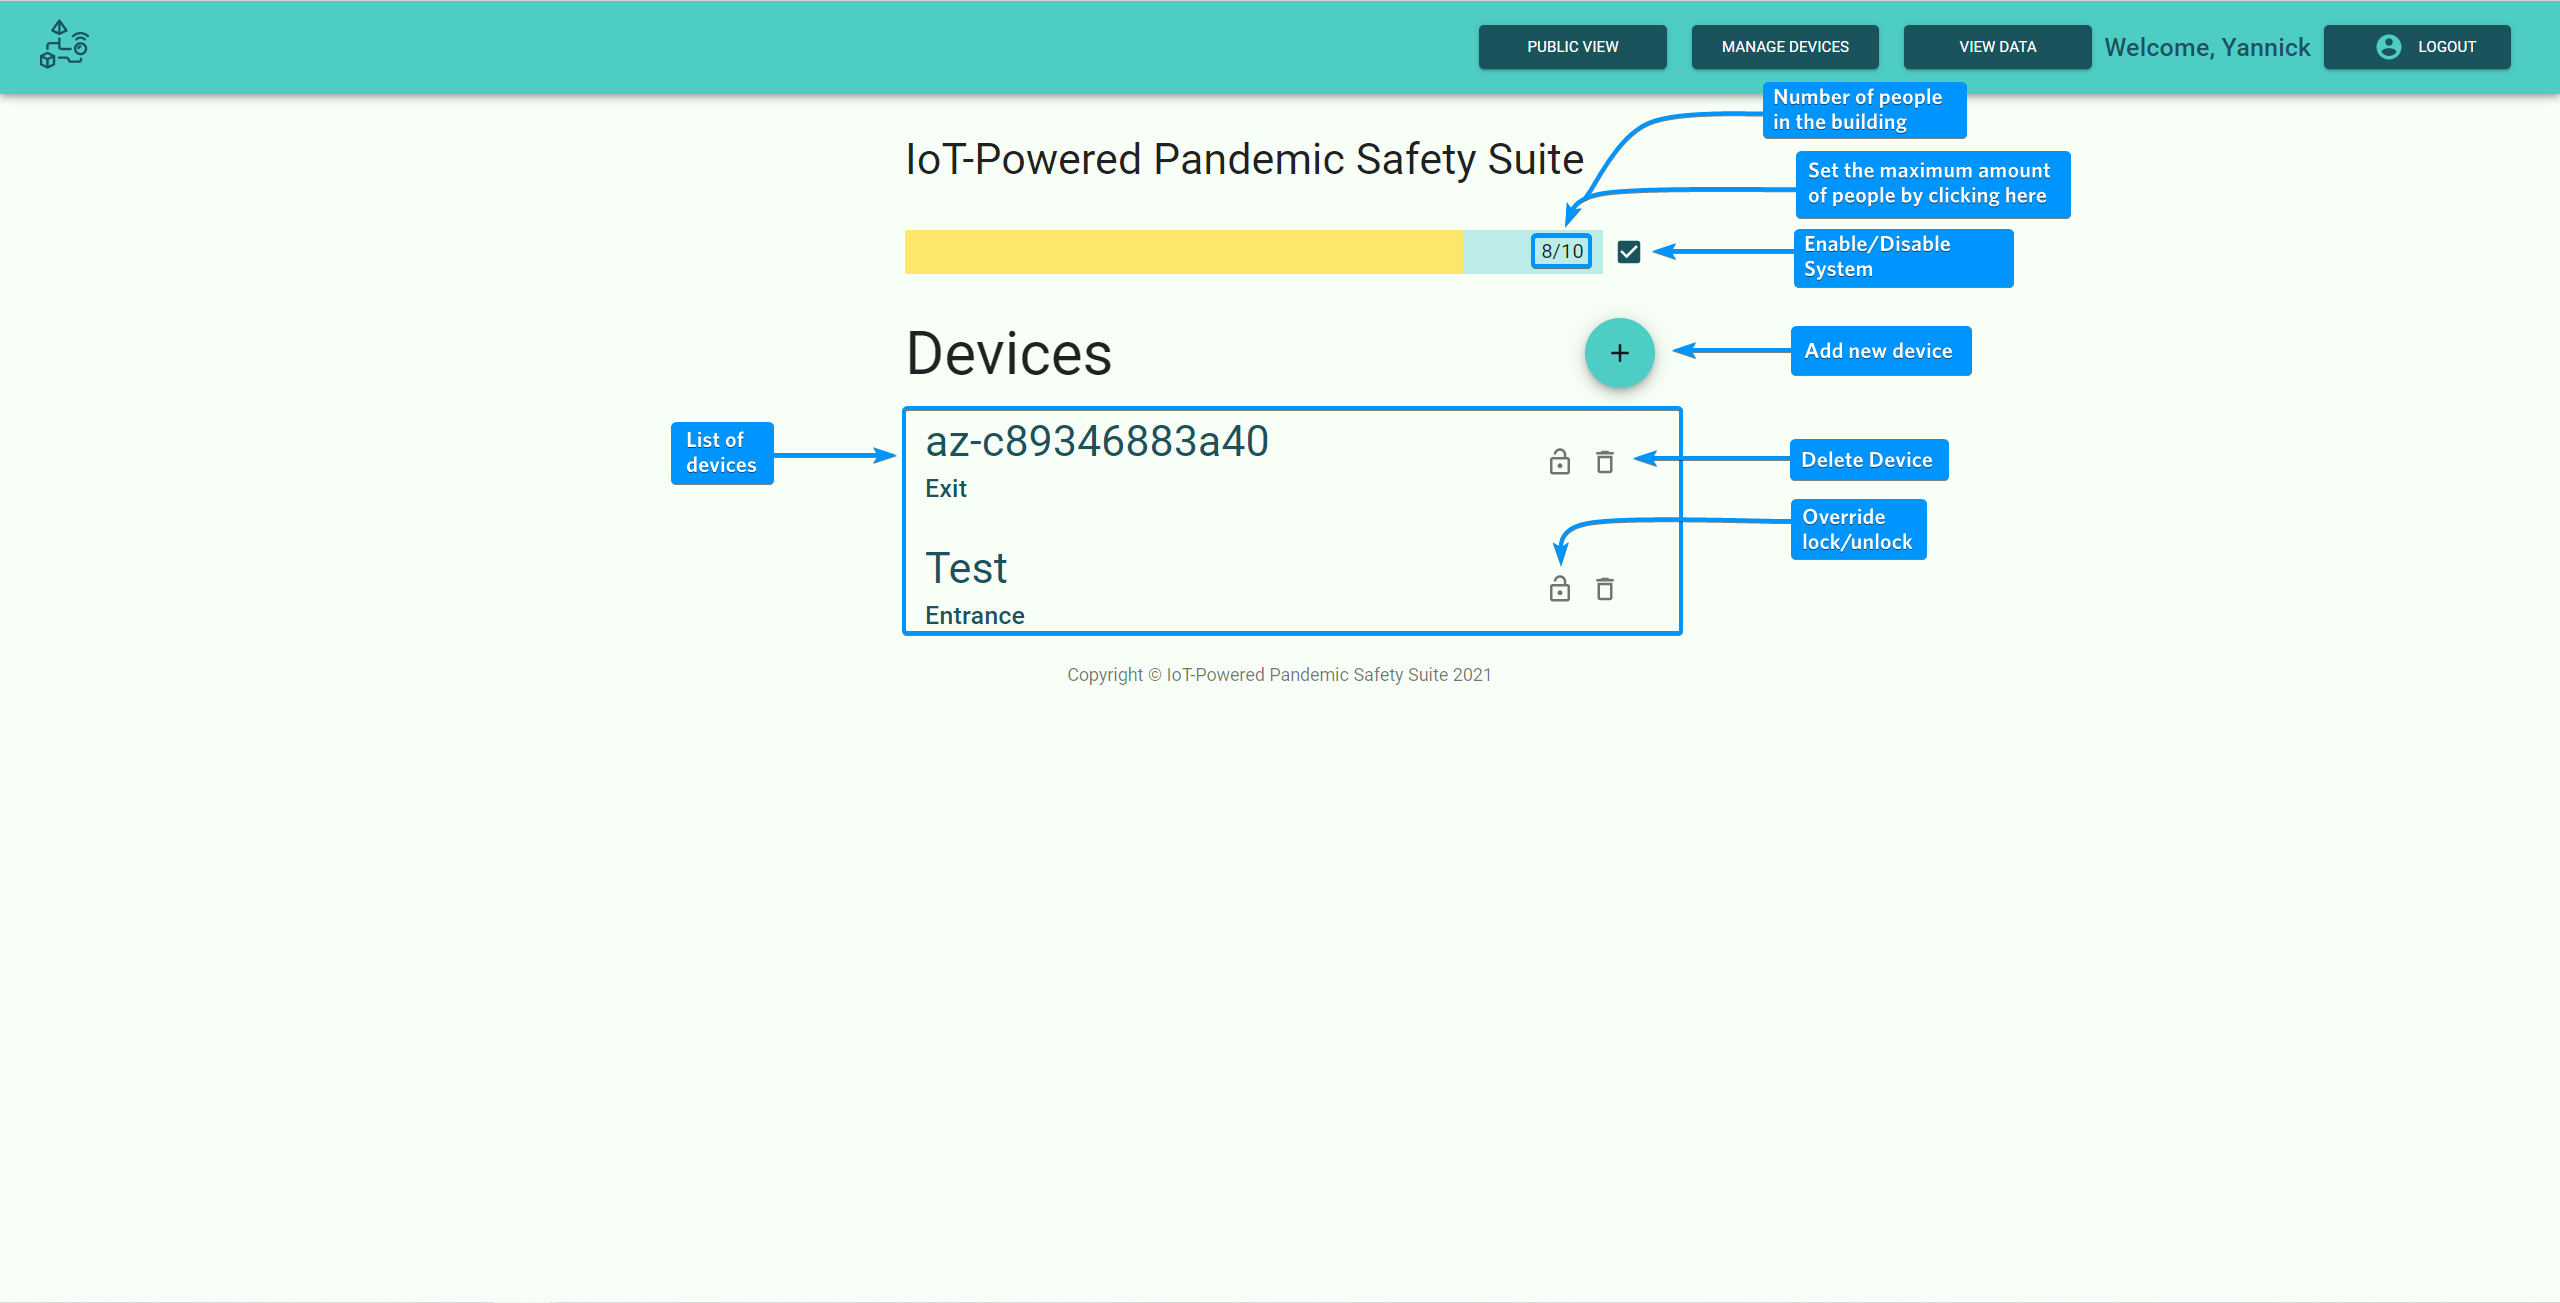 PUBLIC VIEW
MANAGE DEVICES
VIEW DATA
Welcome, Yannick
LOGOUT
Number of people
in the building
IoT-Powered Pandemic Safety Suite
Set the maximum amount
of people by clicking here
8/10
Enable/Disable
System
Devices
+
Add new device
List of
devices
az-c89346883a40
Exit
Delete Device
Override
lock/unlock
Test
Entrance
Copyright © IoT-Powered Pandemic Safety Suite 2021